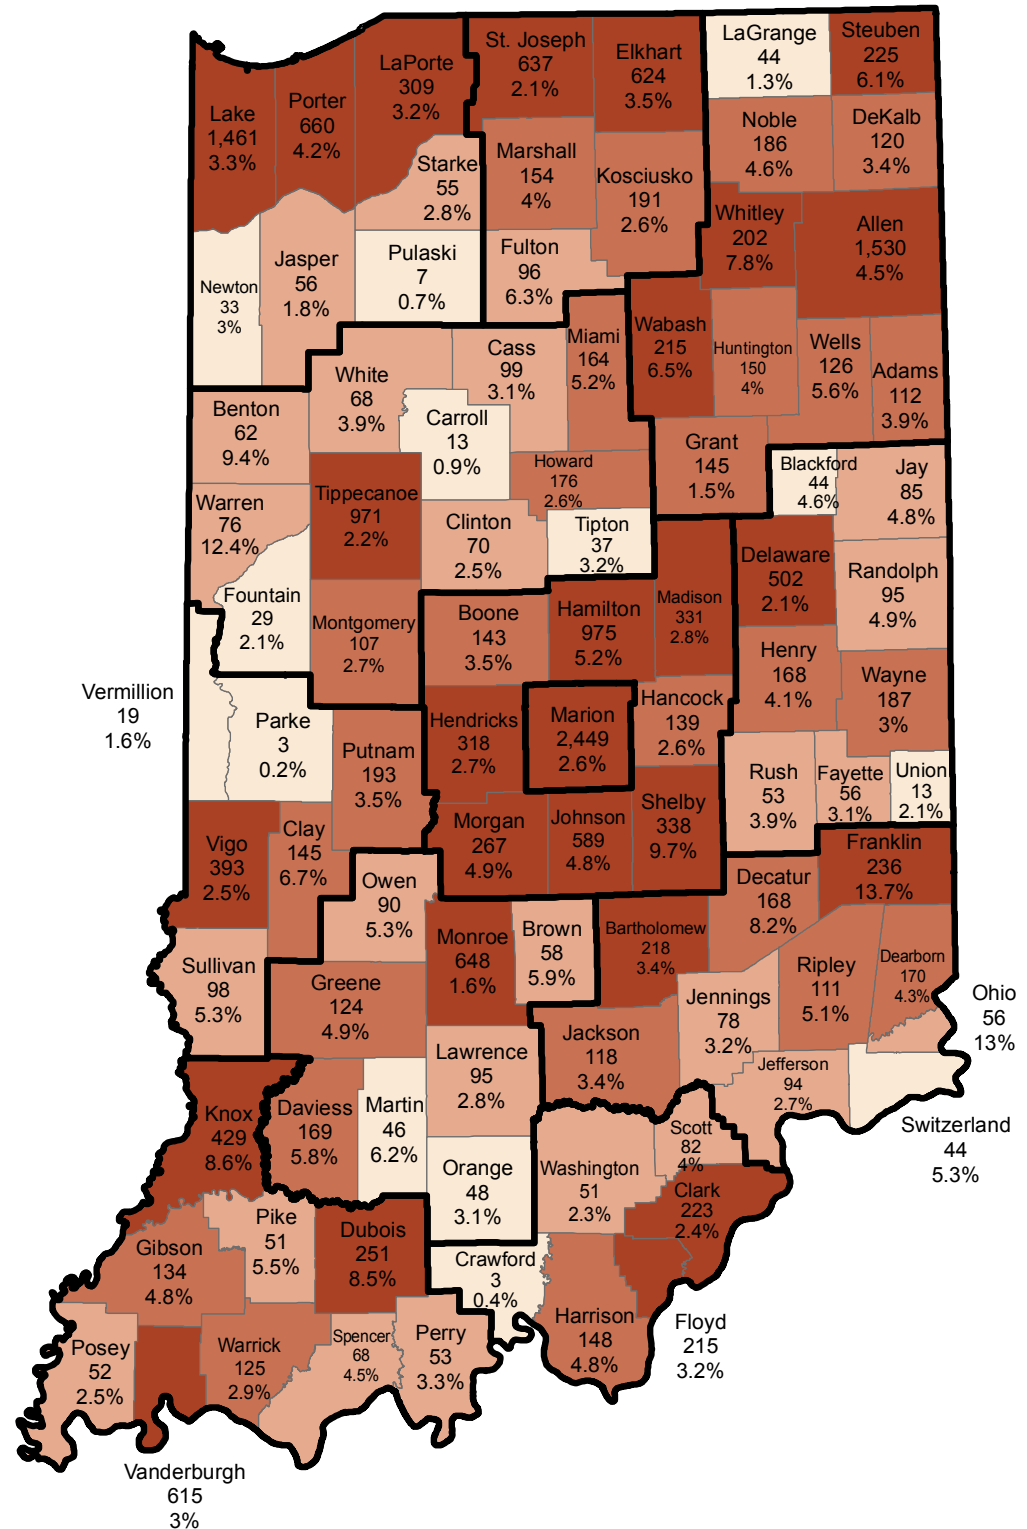 LaGrange
44
1.3%
Steuben
225
6.1%
St. Joseph
637
2.1%
Elkhart
624
3.5%
LaPorte
309
3.2%
Porter
660
4.2%
Lake
1,461
3.3%
Noble
186
4.6%
DeKalb
120
3.4%
Marshall
154
4%
Starke
55
2.8%
Kosciusko
191
2.6%
Whitley
202
7.8%
Allen
1,530
4.5%
Fulton
96
6.3%
Pulaski
7
0.7%
Jasper
56
1.8%
Newton
33
3%
Wabash
215
6.5%
Huntington
150
4%
Wells
126
5.6%
Adams
112
3.9%
Miami
164
5.2%
Cass
99
3.1%
White
68
3.9%
Carroll
13
0.9%
Benton
62
9.4%
Grant
145
1.5%
Blackford
44
4.6%
Jay
85
4.8%
Howard
176
2.6%
Tippecanoe
971
2.2%
Warren
76
12.4%
Clinton
70
2.5%
Tipton
37
3.2%
Delaware
502
2.1%
Randolph
95
4.9%
Fountain
29
2.1%
Montgomery
107
2.7%
Boone
143
3.5%
Hamilton
975
5.2%
Madison
331
2.8%
Henry
168
4.1%
Wayne
187
3%
Vermillion
19
1.6%
Parke
3
0.2%
Putnam
193
3.5%
Hendricks
318
2.7%
Marion
2,449
2.6%
Hancock
139
2.6%
Rush
53
3.9%
Fayette
56
3.1%
Union
13
2.1%
Vigo
393
2.5%
Clay
145
6.7%
Morgan
267
4.9%
Johnson
589
4.8%
Shelby
338
9.7%
Franklin
236
13.7%
Owen
90
5.3%
Decatur
168
8.2%
Monroe
648
1.6%
Brown
58
5.9%
Bartholomew
218
3.4%
Sullivan
98
5.3%
Greene
124
4.9%
Jennings
78
3.2%
Ripley
111
5.1%
Dearborn
170
4.3%
Ohio
56
13%
Jackson
118
3.4%
Lawrence
95
2.8%
Jefferson
94
2.7%
Switzerland
44
5.3%
Knox
429
8.6%
Daviess
169
5.8%
Martin
46
6.2%
Orange
48
3.1%
Washington
51
2.3%
Scott
82
4%
Clark
223
2.4%
Gibson
134
4.8%
Pike
51
5.5%
Dubois
251
8.5%
Crawford
3
0.4%
Harrison
148
4.8%
Floyd
215
3.2%
Posey
52
2.5%
Warrick
125
2.9%
Spencer
68
4.5%
Perry
53
3.3%
Vanderburgh
615
3%